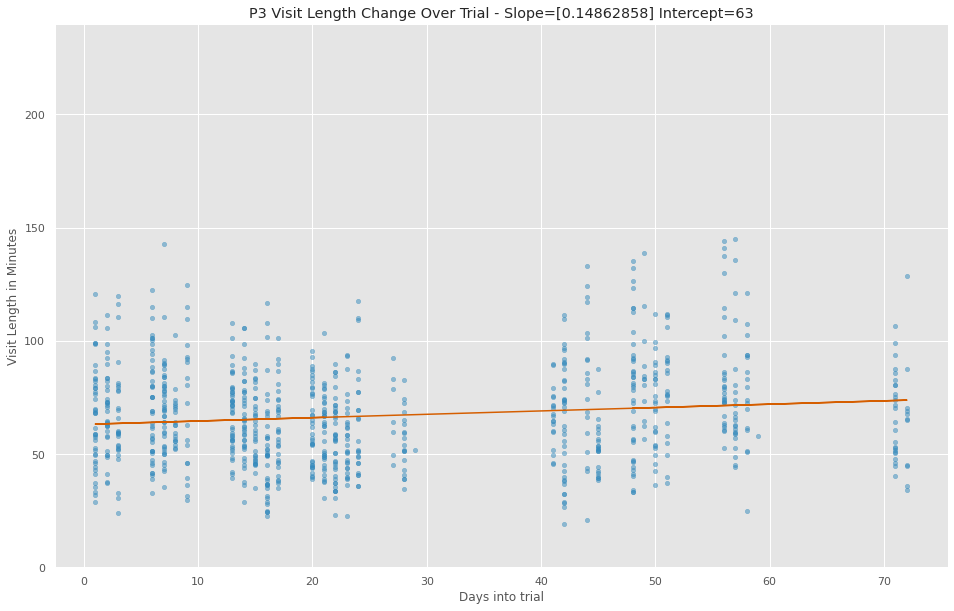 P3 Visit Length Change Over Trial - Slope=[0.14862858] Intercept=63
200
150
100
50
0
Visit Length in Minutes
0 10 20 30 40 50 60 70
Days into trial